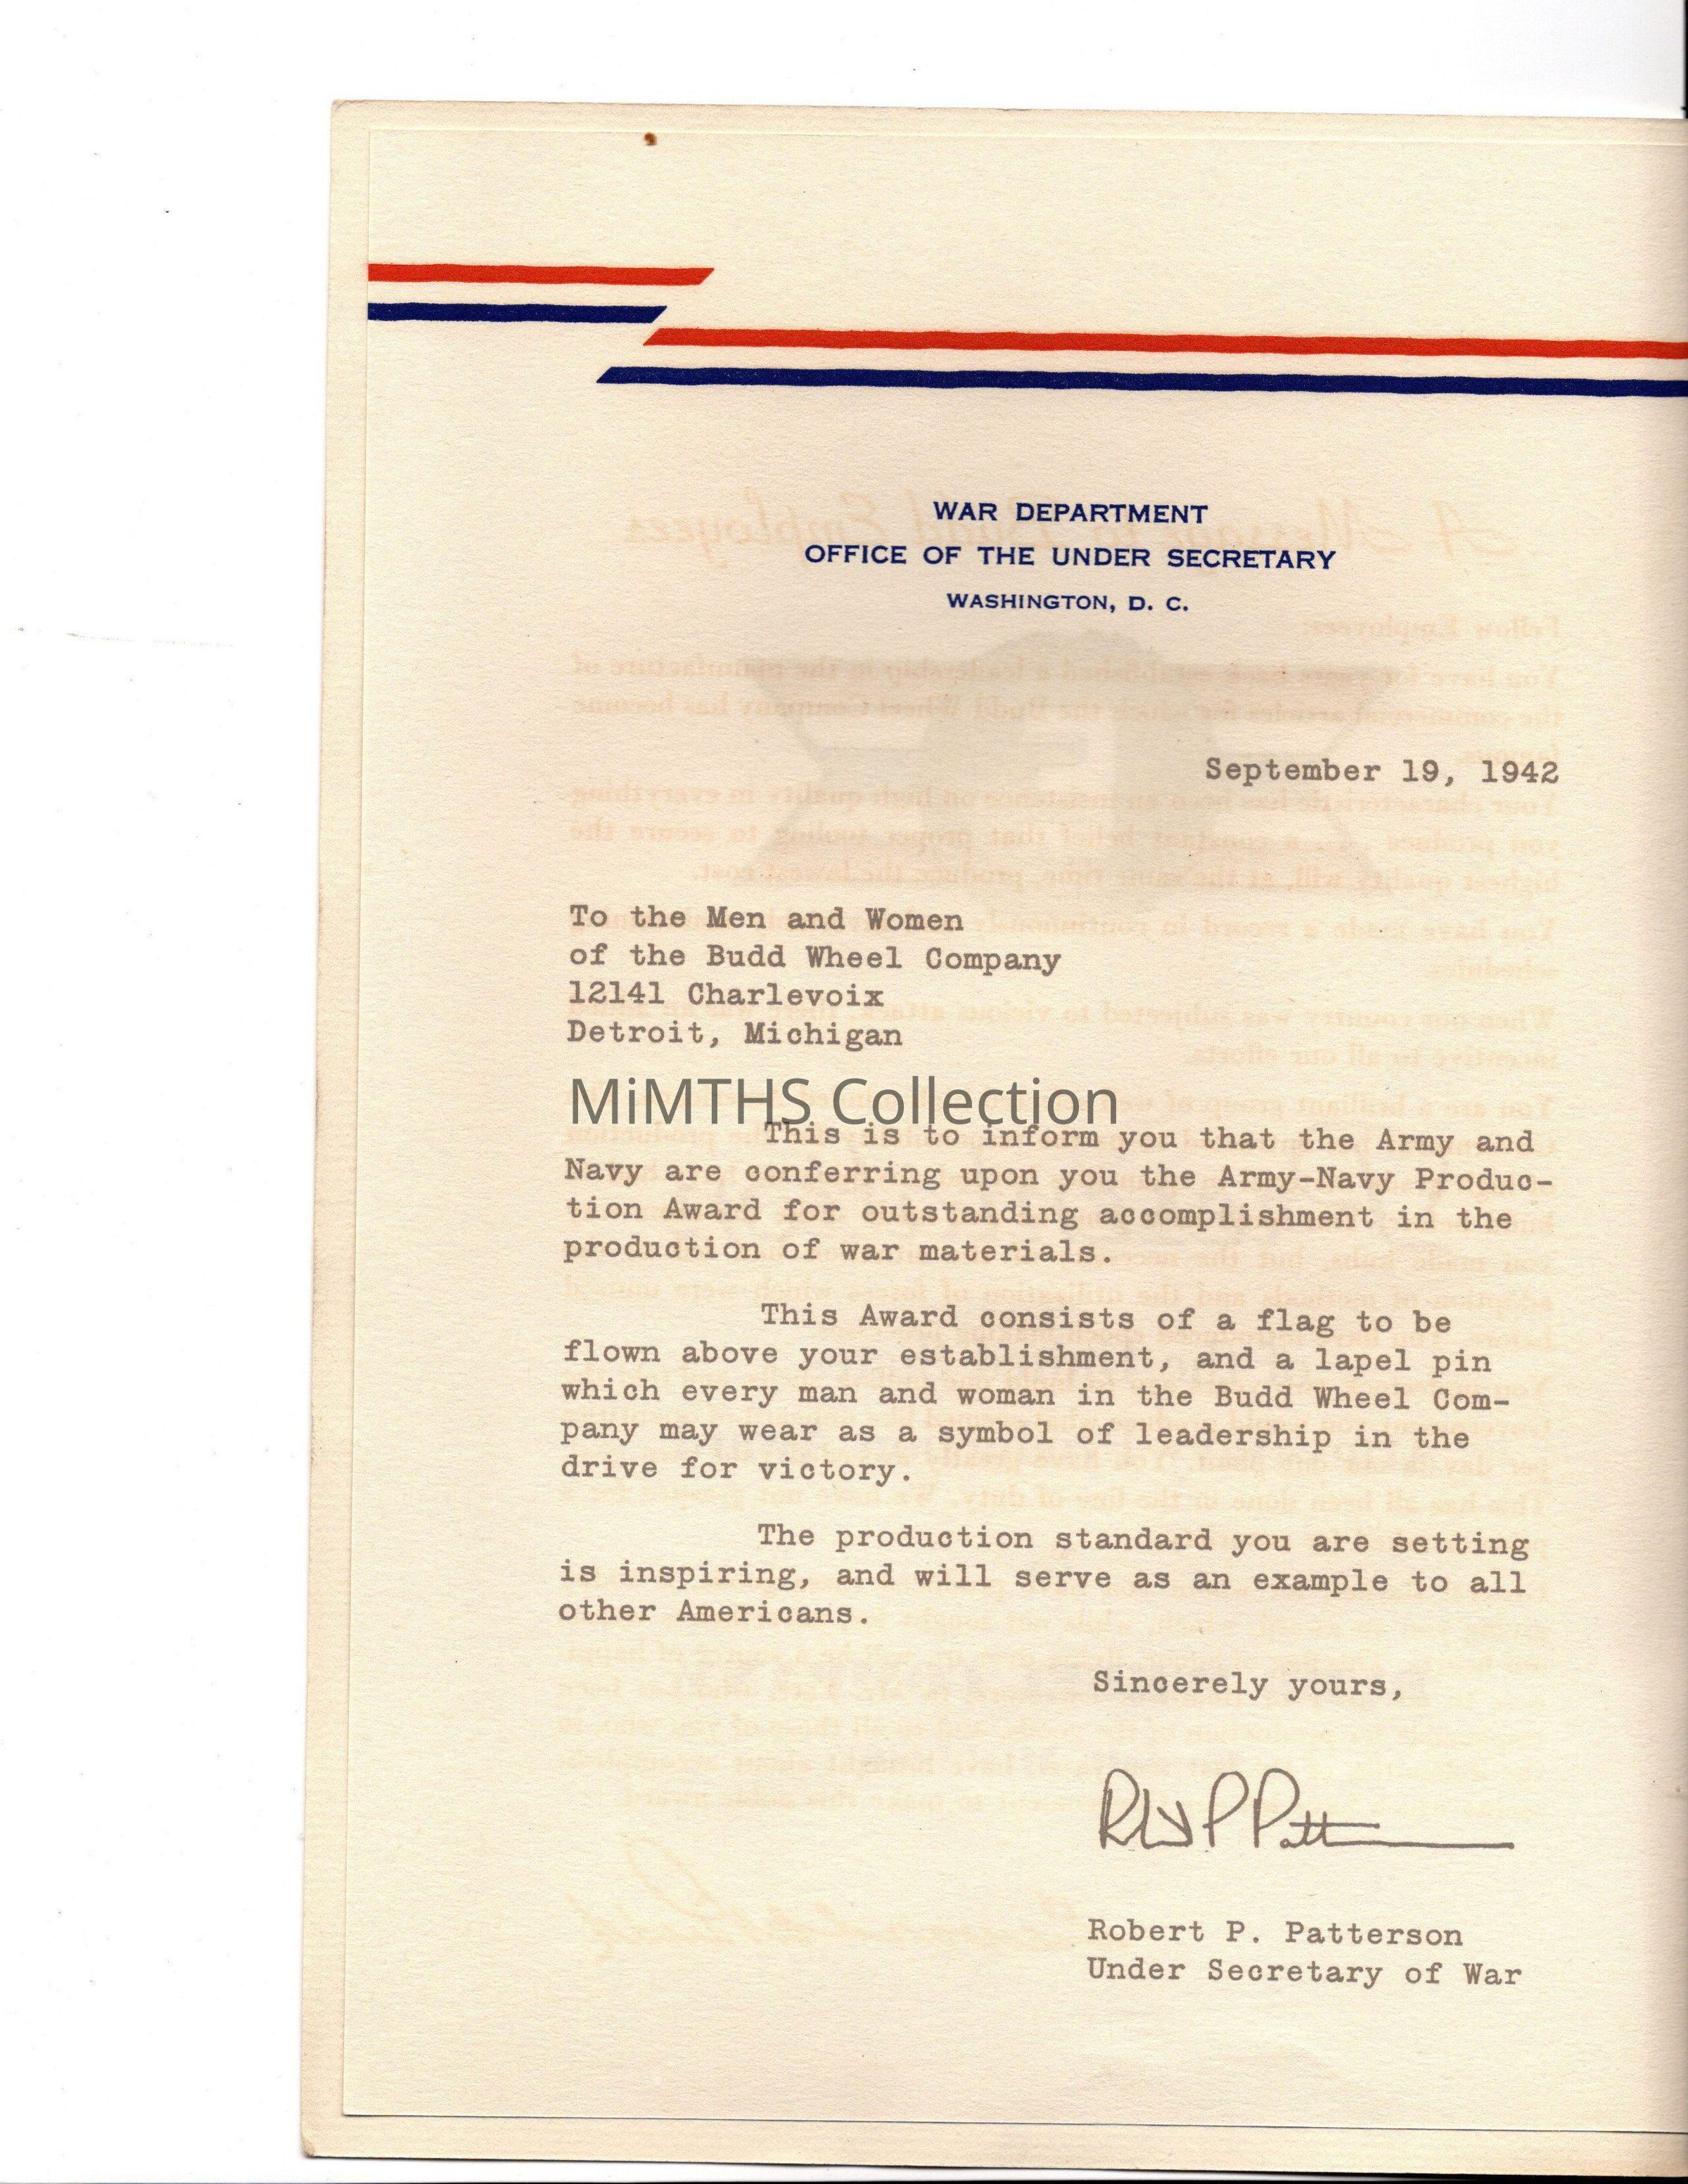 WAR DEPARTMENT
OFFICE OF THE UNDER SECRETARY
WASHINGTON, D. C.
September 19, 1942
To the Men and Women
of the Budd Wheel Company
12141 Charlevoix
Detroit, Michigan
MiMTHS Collection
This is to inform you that the Army and
Navy are conferring upon you the Army-Navy Produc-
tion Award for outstanding accomplishment in the
production of war materials.
This Award consists of a flag to be
flown above your establishment, and a lapel pin
which every man and woman in the Budd Wheel Com-
pany may wear as a symbol of leadership in the
drive for victory.
The production standard you are setting
is inspiring, and will serve as an example to all
other Americans.
Sincerely yours,
Robert P. Patterson
Under Secretary of War